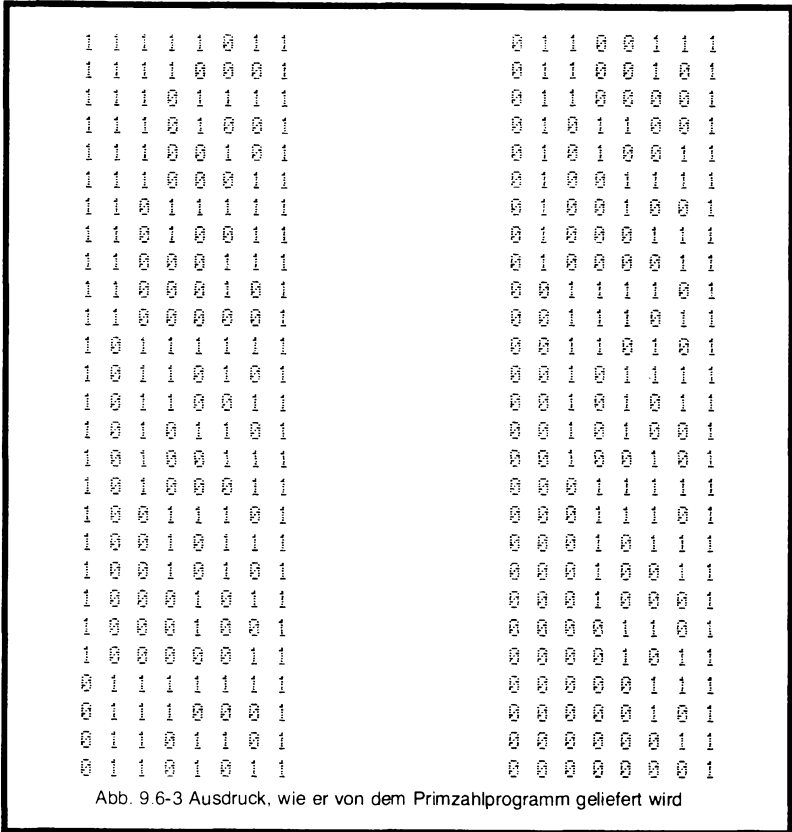 1 1 1 1 1 0 1 1
1 1 1 1 0 0 0 1
1 1 1 0 1 1 1 1
1 1 1 0 1 0 0 1
1 1 1 0 0 1 0 1
1 1 1 0 0 0 1 1
1 1 0 1 1 1 1 1
1 1 0 1 0 0 1 1
1 1 0 0 0 1 1 1
1 1 0 0 0 1 0 1
1 1 0 0 0 0 0 1
1 0 1 1 1 1 1 1
1 0 1 1 0 1 0 1
1 0 1 1 0 0 1 1
1 0 1 0 1 1 0 1
1 0 1 0 0 1 1 1
1 0 1 0 0 0 1 1
1 0 0 1 1 1 0 1
1 0 0 1 0 1 1 1
1 0 0 1 0 1 0 1
1 0 0 0 1 0 1 1
1 0 0 0 1 0 0 1
1 0 0 0 0 0 1 1
0 1 1 1 1 1 1 1
0 1 1 1 0 0 0 1
0 1 1 0 1 1 0 1
0 1 1 0 1 0 1 1
0 1 1 0 0 1 1 1
0 1 1 0 0 1 0 1
0 1 1 0 0 0 0 1
0 1 0 1 1 0 0 1
0 1 0 1 0 0 1 1
0 1 0 0 1 1 1 1
0 1 0 0 1 0 0 1
0 1 0 0 0 1 1 1
0 1 0 0 0 0 1 1
0 0 1 1 1 1 0 1
0 0 1 1 1 0 1 1
0 0 1 1 0 1 0 1
0 0 1 0 1 1 1 1
0 0 1 0 1 0 1 1
0 0 1 0 1 0 0 1
0 0 1 0 0 1 0 1
0 0 0 1 1 1 1 1
0 0 0 1 1 1 0 1
0 0 0 1 0 1 1 1
0 0 0 1 0 0 1 1
0 0 0 1 0 0 0 1
0 0 0 0 1 1 0 1
0 0 0 0 1 0 1 1
0 0 0 0 0 1 1 1
0 0 0 0 0 1 0 1
0 0 0 0 0 0 1 1
0 0 0 0 0 0 0 1
Abb. 9.6-3 Ausdruck, wie er von dem Primzahlprogramm geliefert wird